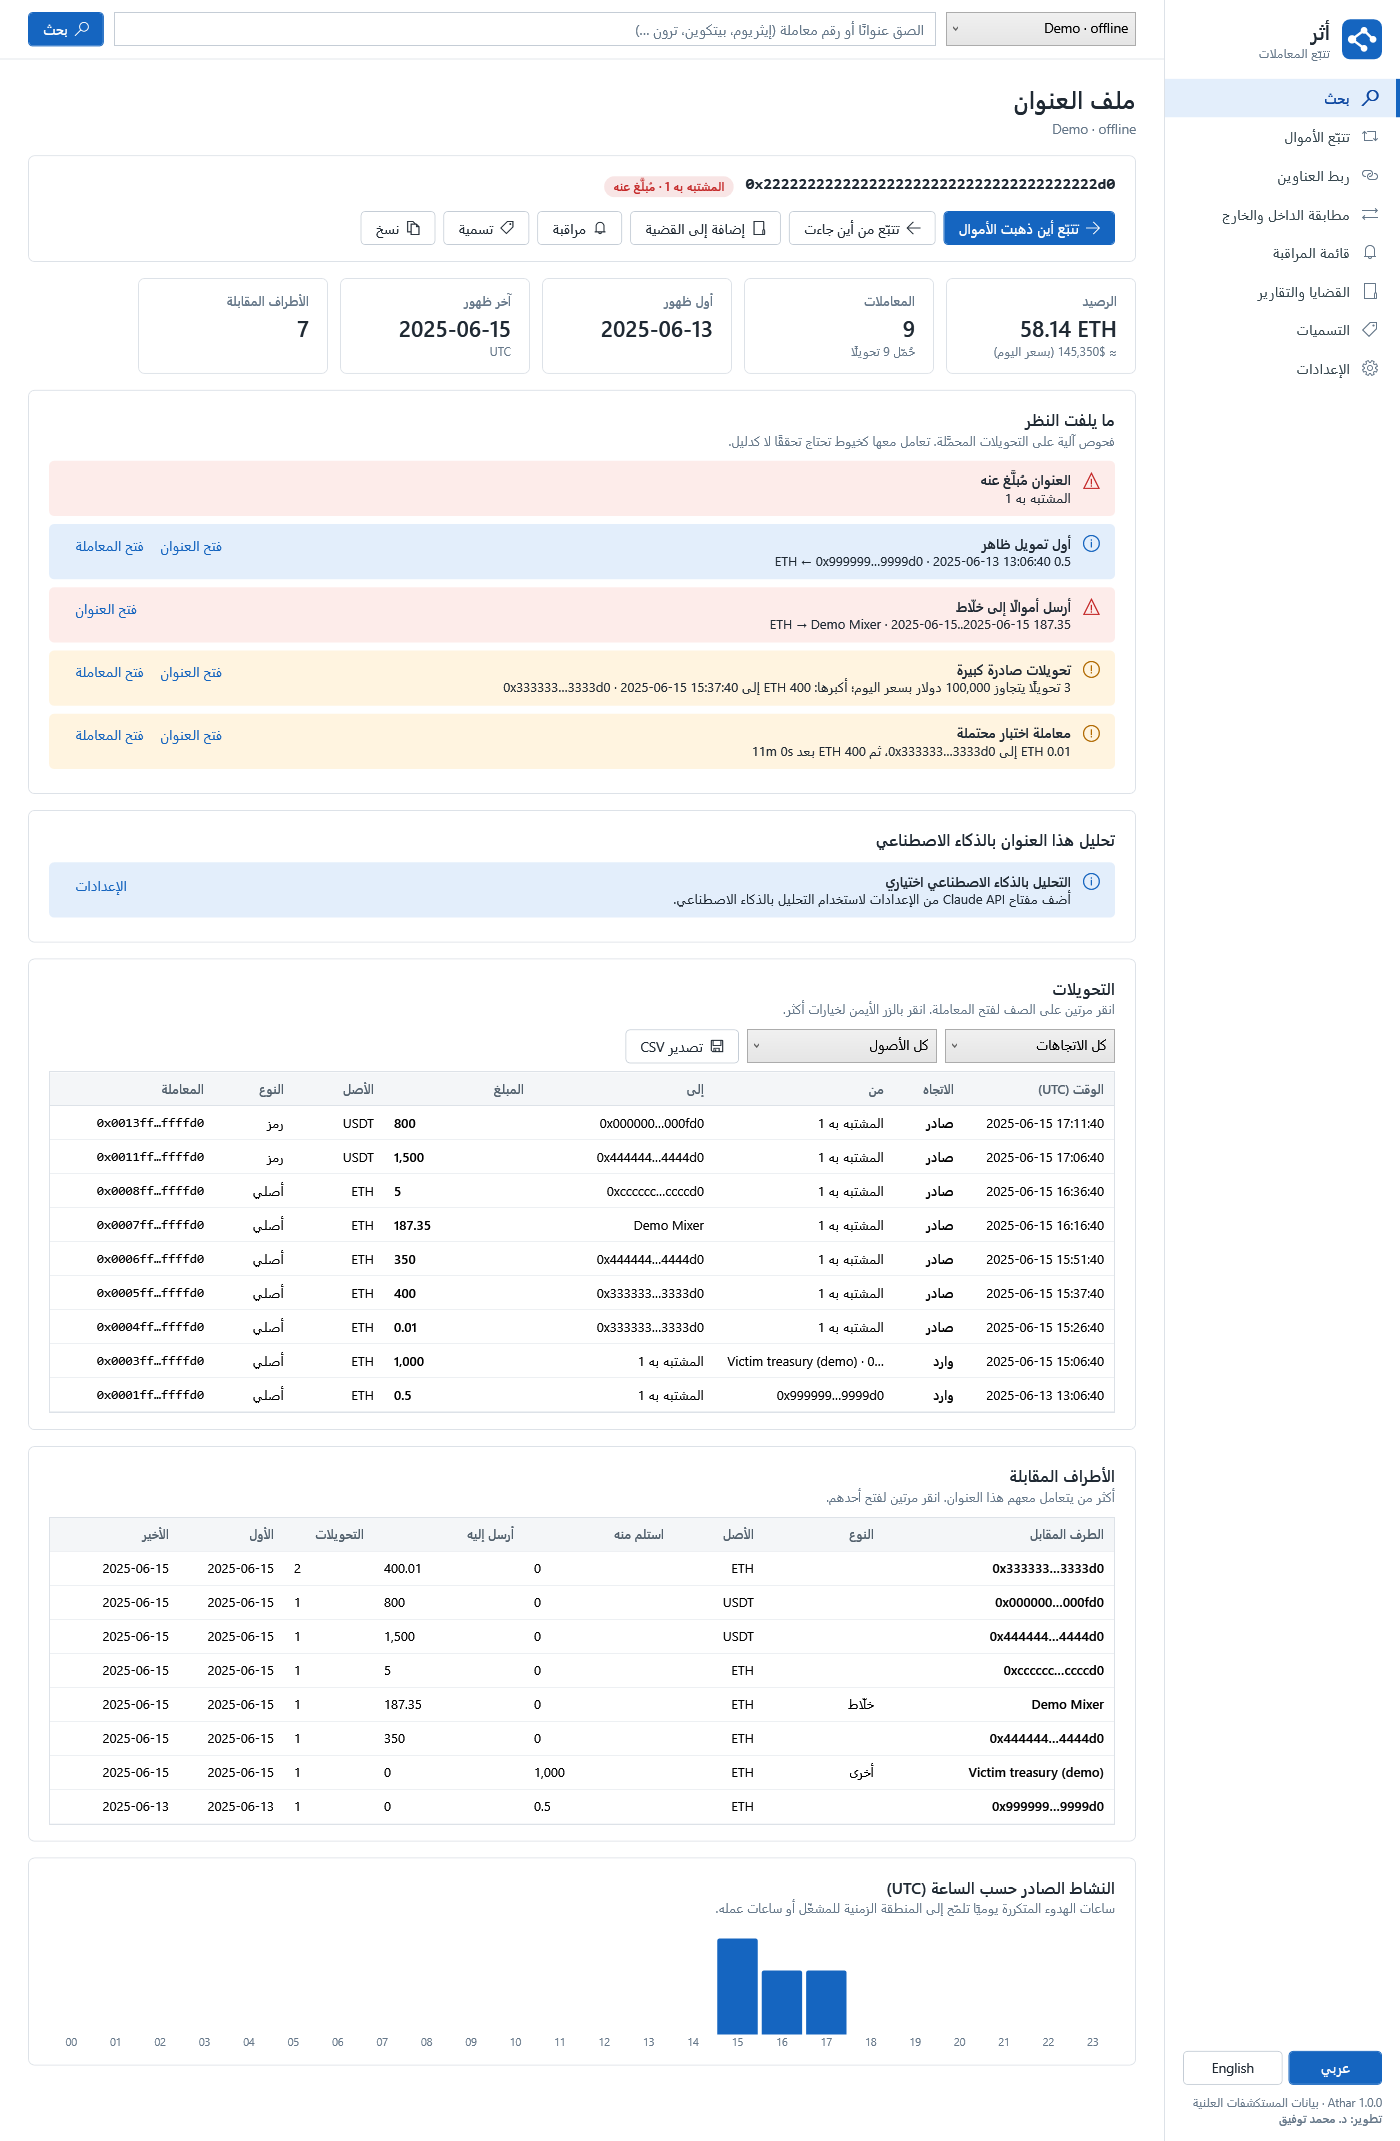 أثر
تتبّع المعاملات
بحث
تتبّع الأموال
ربط العناوين
مطابقة الداخل والخارج
قائمة المراقبة
القضايا والتقارير
التسميات
الإعدادات
Demo · offline
الصق عنوانًا أو رقم معاملة (إيثريوم، بيتكوين، ترون ...)
بحث
ملف العنوان
Demo · offline
0x22222222222222222222222222222222222222d0 المشتبه به 1 · مُبلَّغ عنه
تتبّع أين ذهبت الأموال
تتبّع من أين جاءت
إضافة إلى القضية
مراقبة
تسمية
نسخ
الرصيد
58.14 ETH
≈ 145,350$ (بسعر اليوم)
المعاملات
9
حُمّل 9 تحويلًا
أول ظهور
2025-06-13
آخر ظهور
2025-06-15
UTC
الأطراف المقابلة
7
ما يلفت النظر
فحوص آلية على التحويلات المحمّلة. تعامل معها كخيوط تحتاج تحققًا لا كدليل.
العنوان مُبلَّغ عنه
المشتبه به 1
أول تمويل ظاهر
ETH ← 0x999999…9999d0 · 2025-06-13 13:06:40 0.5
فتح العنوان فتح المعاملة
أرسل أموالًا إلى خلّاط
ETH → Demo Mixer · 2025-06-15..2025-06-15 187.35
فتح العنوان
تحويلات صادرة كبيرة
3 تحويلًا يتجاوز 100,000 دولار بسعر اليوم؛ أكبرها: 400 ETH إلى 0x333333…3333d0 · 2025-06-15 15:37:40
فتح العنوان فتح المعاملة
معاملة اختبار محتملة
0.01 ETH إلى 0x333333…3333d0، ثم 400 ETH بعد 11m 0s
فتح العنوان فتح المعاملة
تحليل هذا العنوان بالذكاء الاصطناعي
التحليل بالذكاء الاصطناعي اختياري
أضف مفتاح Claude API من الإعدادات لاستخدام التحليل بالذكاء الاصطناعي.
الإعدادات
التحويلات
انقر مرتين على الصف لفتح المعاملة. انقر بالزر الأيمن لخيارات أكثر.
كل الاتجاهات
كل الأصول
تصدير CSV
الوقت (UTC) الاتجاه من إلى المبلغ الأصل النوع المعاملة
2025-06-15 17:11:40 صادر المشتبه به 1 0x000000…000fd0 800 USDT رمز 0x0013ff…ffffd0
2025-06-15 17:06:40 صادر المشتبه به 1 0x444444…4444d0 1,500 USDT رمز 0x0011ff…ffffd0
2025-06-15 16:36:40 صادر المشتبه به 1 0xcccccc…ccccd0 5 ETH أصلي 0x0008ff…ffffd0
2025-06-15 16:16:40 صادر المشتبه به 1 Demo Mixer 187.35 ETH أصلي 0x0007ff…ffffd0
2025-06-15 15:51:40 صادر المشتبه به 1 0x444444…4444d0 350 ETH أصلي 0x0006ff…ffffd0
2025-06-15 15:37:40 صادر المشتبه به 1 0x333333…3333d0 400 ETH أصلي 0x0005ff…ffffd0
2025-06-15 15:26:40 صادر المشتبه به 1 0x333333…3333d0 0.01 ETH أصلي 0x0004ff…ffffd0
2025-06-15 15:06:40 وارد Victim treasury (demo) · 0… المشتبه به 1 1,000 ETH أصلي 0x0003ff…ffffd0
2025-06-13 13:06:40 وارد 0x999999…9999d0 المشتبه به 1 0.5 ETH أصلي 0x0001ff…ffffd0
الأطراف المقابلة
أكثر من يتعامل معهم هذا العنوان. انقر مرتين لفتح أحدهم.
الطرف المقابل النوع الأصل استلم منه أرسل إليه التحويلات الأول الأخير
0x333333…3333d0 ETH 0 400.01 2 2025-06-15 2025-06-15
0x000000…000fd0 USDT 0 800 1 2025-06-15 2025-06-15
0x444444…4444d0 USDT 0 1,500 1 2025-06-15 2025-06-15
0xcccccc…ccccd0 ETH 0 5 1 2025-06-15 2025-06-15
Demo Mixer خلّاط ETH 0 187.35 1 2025-06-15 2025-06-15
0x444444…4444d0 ETH 0 350 1 2025-06-15 2025-06-15
Victim treasury (demo) أخرى ETH 1,000 0 1 2025-06-15 2025-06-15
0x999999…9999d0 ETH 0.5 0 1 2025-06-13 2025-06-13
النشاط الصادر حسب الساعة (UTC)
ساعات الهدوء المتكررة يوميًا تلمّح إلى المنطقة الزمنية للمشغّل أو ساعات عمله.
00 01 02 03 04 05 06 07 08 09 10 11 12 13 14 15 16 17 18 19 20 21 22 23
عربي
English
Athar 1.0.0 · بيانات المستكشفات العلنية
تطوير: د. محمد توفيق